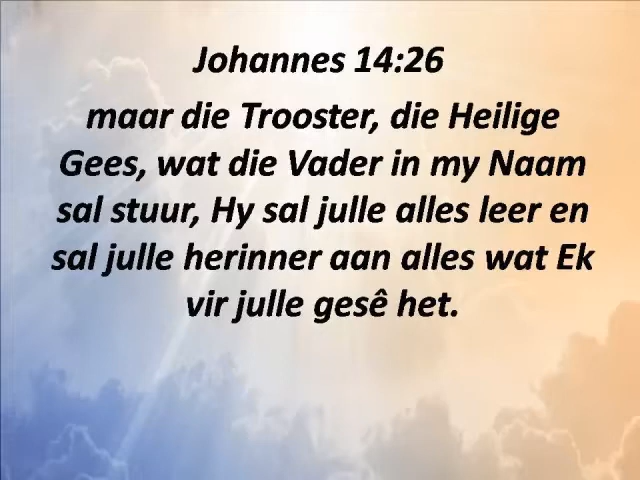 Johannes 14:26
maar die Trooster, die Heilige
Gees, wat die Vader in my Naam
sal stuur, Hy sal julle alles leer en
sal julle herinner aan alles wat Ek
vir julle gesê het.